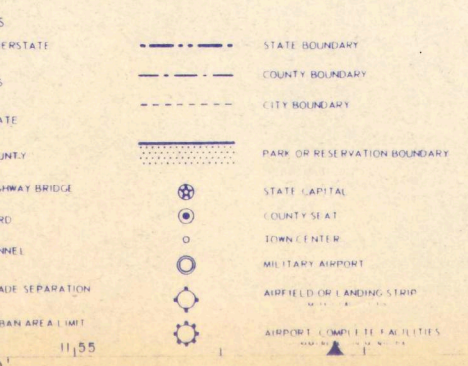 S
ERSTATE
STATE BOUNDARY
S
COUNTY BOUNDARY
CITY BOUNDARY
ATE
UNTY
PARK OR RESERVATION BOUNDARY
HWAY BRIDGE
STATE CAPITAL
RD
COUNTY SEAT
TOWN CENTER
NNEL
MILITARY AIRPORT
ADE SEPARATION
AIRFIELD OR LANDING STRIP
BAN AREA LIMIT
AIRPORT, COMPLETE FACILITIES
11,55